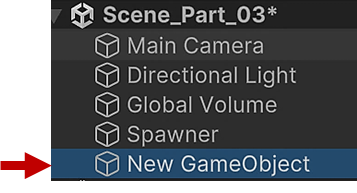 Scene_Part_03*
Main Camera
Directional Light
Global Volume
Spawner
New GameObject